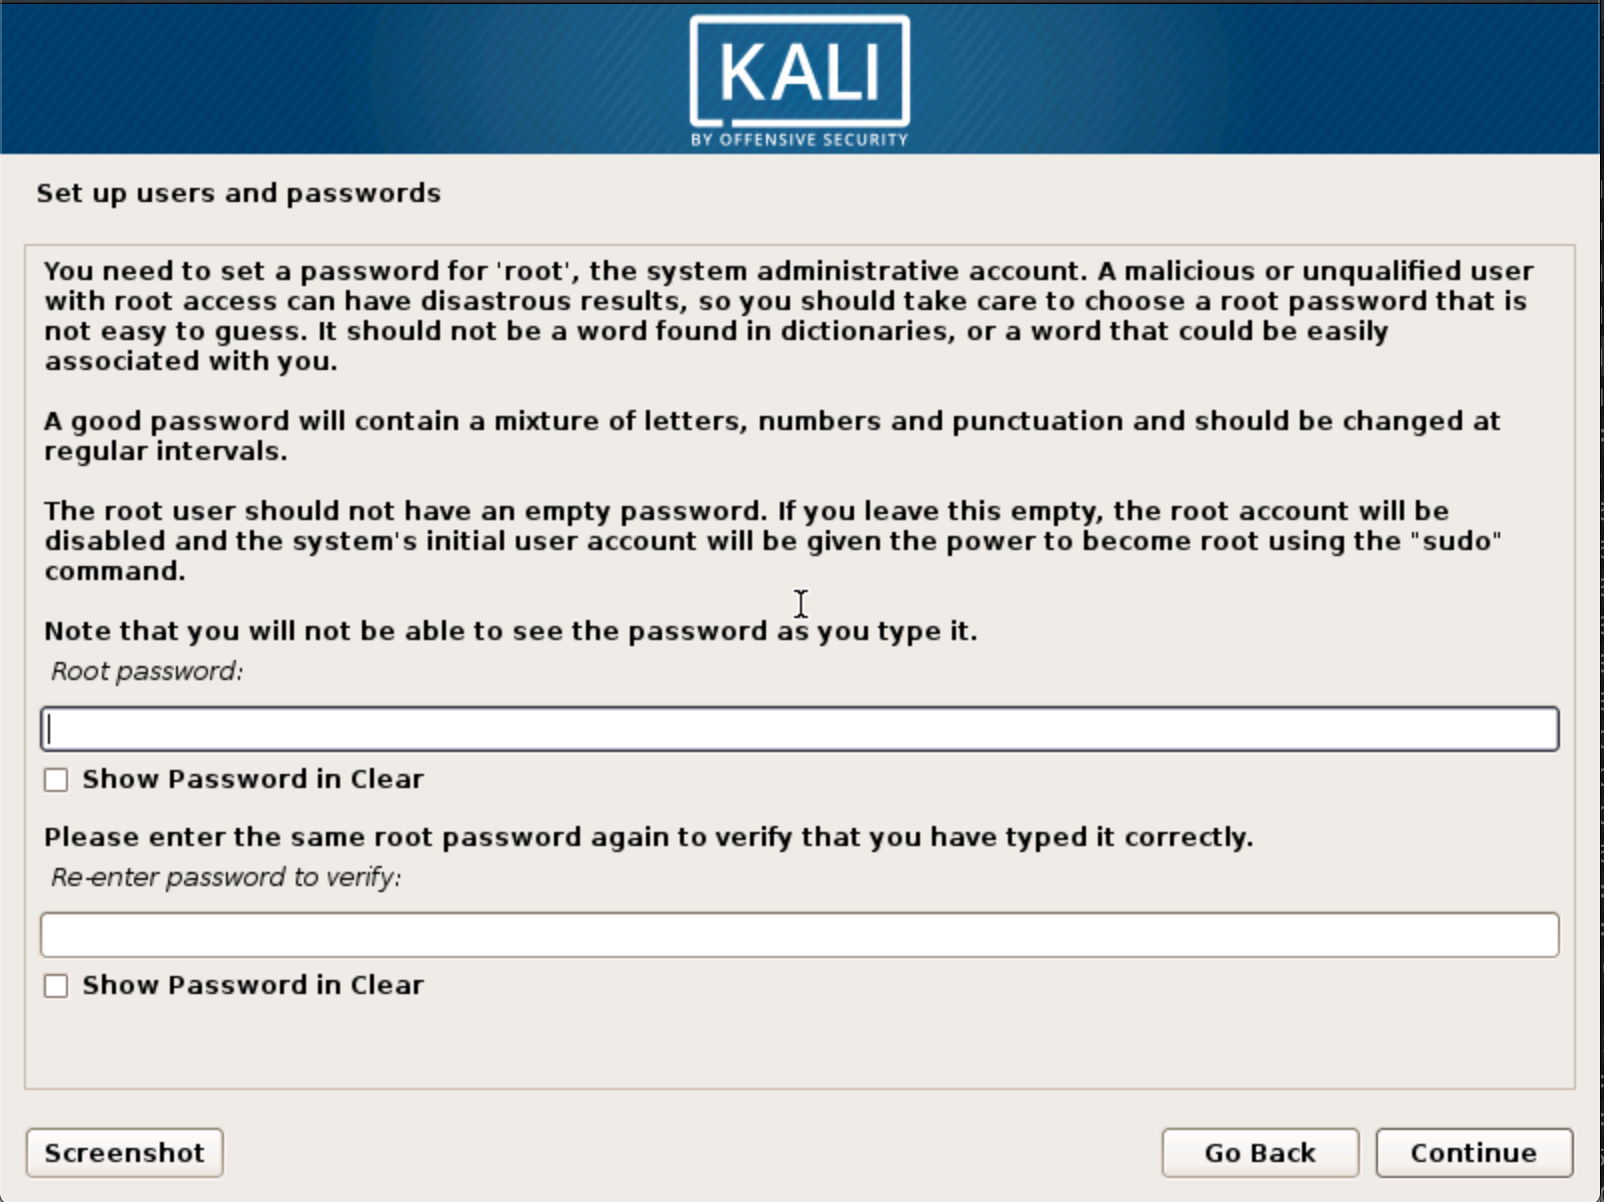 KALI
BY OFFENSIVE SECURITY
Set up users and passwords
You need to set a password for 'root', the system administrative account. A malicious or unqualified user
with root access can have disastrous results, so you should take care to choose a root password that is
not easy to guess. It should not be a word found in dictionaries, or a word that could be easily
associated with you.
A good password will contain a mixture of letters, numbers and punctuation and should be changed at
regular intervals.
The root user should not have an empty password. If you leave this empty, the root account will be
disabled and the system's initial user account will be given the power to become root using the "sudo"
command.
Note that you will not be able to see the password as you type it.
Root password:
Show Password in Clear
Please enter the same root password again to verify that you have typed it correctly.
Re-enter password to verify:
Show Password in Clear
Screenshot
Go Back
Continue